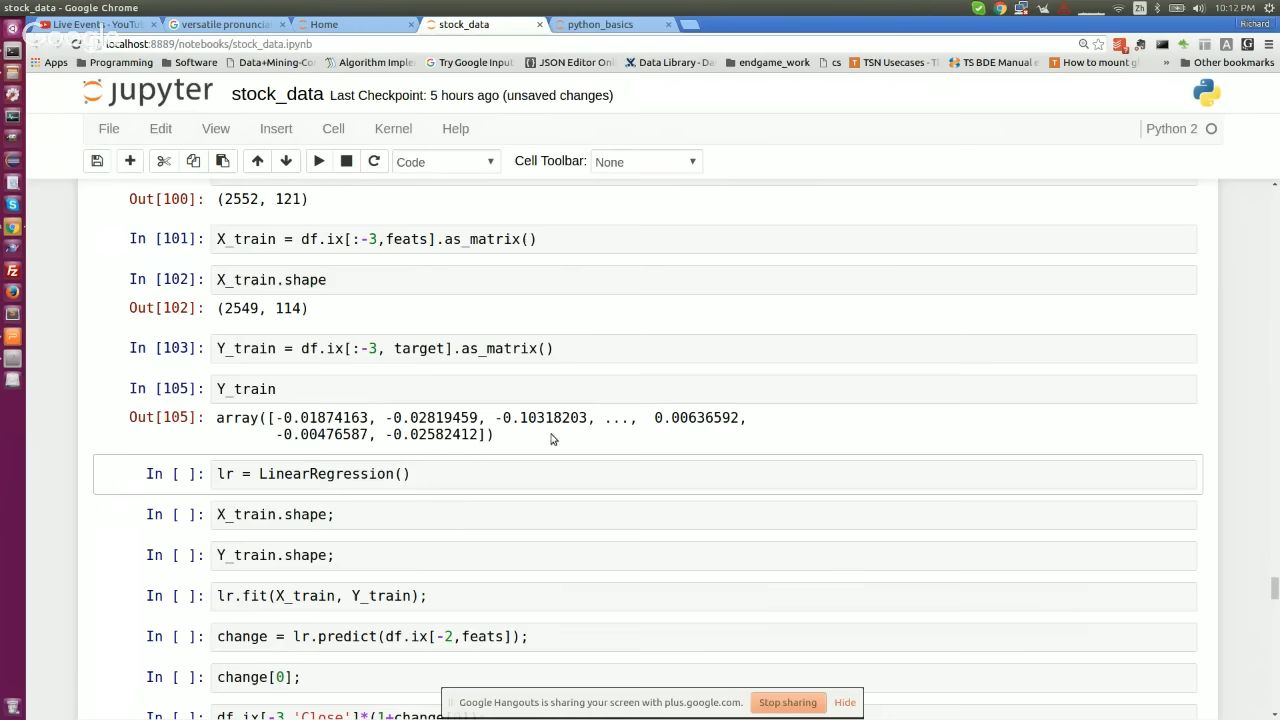 stock_data - Google Chrome
Zh
10:12 PM
Live Events - YouTu
versatile pronuncia
Home
stock_data
python_basics
Richard
Google
localhost:8889/notebooks/stock_data.ipynb
Apps
Programming
Software
Data+Mining-Co
Algorithm Imple
Try Google Input
JSON Editor Onl
Data Library - Da
endgame_work
cs
TSN Usecases - T
TS BDE Manual e
How to mount g
»
Other bookmarks
jupyter
stock_data Last Checkpoint: 5 hours ago (unsaved changes)
File
Edit
View
Insert
Cell
Kernel
Help
Python 2
Code
Cell Toolbar:
None
Out[100]: (2552, 121)
In [101]: X_train = df.ix[:-3,feats].as_matrix()
In [102]: X_train.shape
Out[102]: (2549, 114)
In [103]: Y_train = df.ix[:-3, target].as_matrix()
In [105]: Y_train
Out[105]: array([-0.01874163, -0.02819459, -0.10318203, ..., 0.00636592,
-0.00476587, -0.02582412])
In [ ]: lr = LinearRegression()
In [ ]: X_train.shape;
In [ ]: Y_train.shape;
In [ ]: lr.fit(X_train, Y_train);
In [ ]: change = lr.predict(df.ix[-2,feats]);
In [ ]: change[0];
In [ ]: df.ix[-3,'Close']*(1+change[0]);
Google Hangouts is sharing your screen with plus.google.com.
Stop sharing
Hide